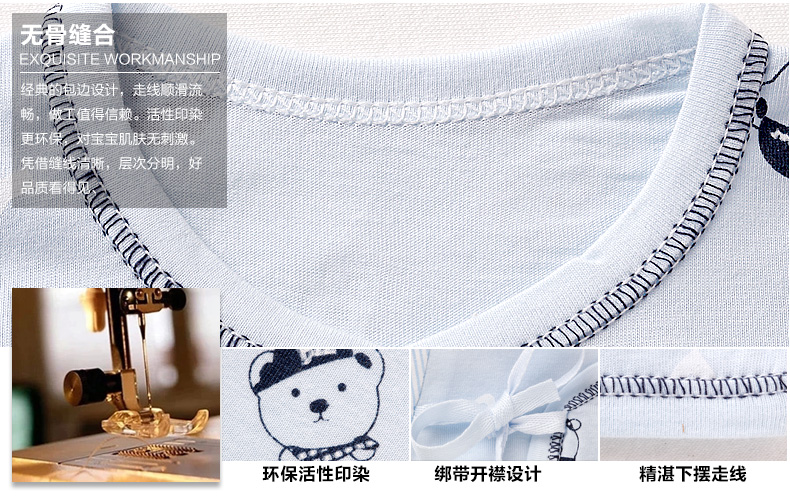 无骨缝合
EXQUISITE WORKMANSHIP
经典的包边设计，走线顺滑流
畅，做工值得信赖。活性印染
更环保，对宝宝肌肤无刺激。
凭借缝线清晰，层次分明，好
品质看得见、
环保活性印染
绑带开襟设计
精湛下摆走线